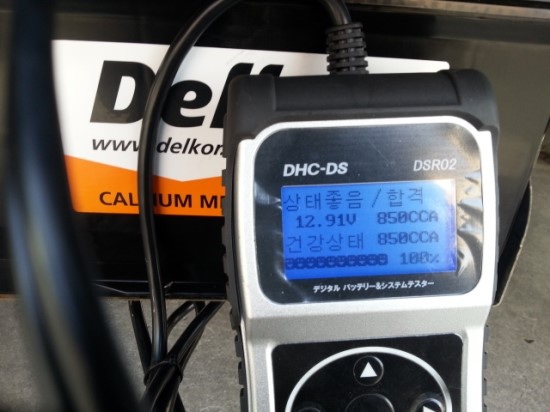 Delk
www.delkor
CALCIUM ME
DHC-DS DSR02
상태좋음/합격
12.91V 850CCA
건강상태 850CCA
100%
デジタル バッテリー&システムテスター